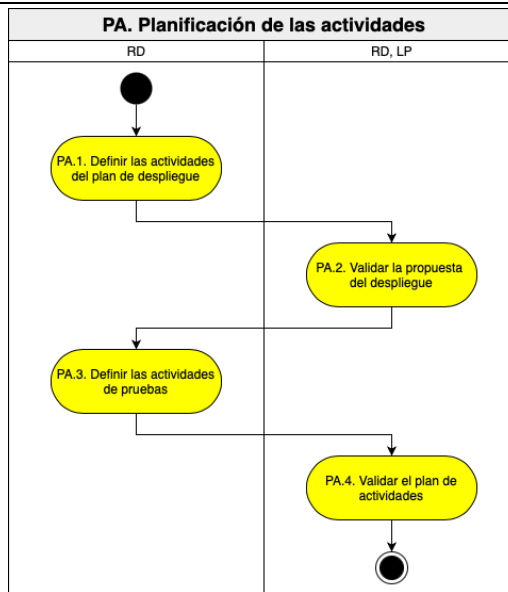 PA. Planificación de las actividades
RD
RD, LP
PA.1. Definir las actividades
del plan de despliegue
PA.2. Validar la propuesta
del despliegue
PA.3. Definir las actividades
de pruebas
PA.4. Validar el plan de
actividades